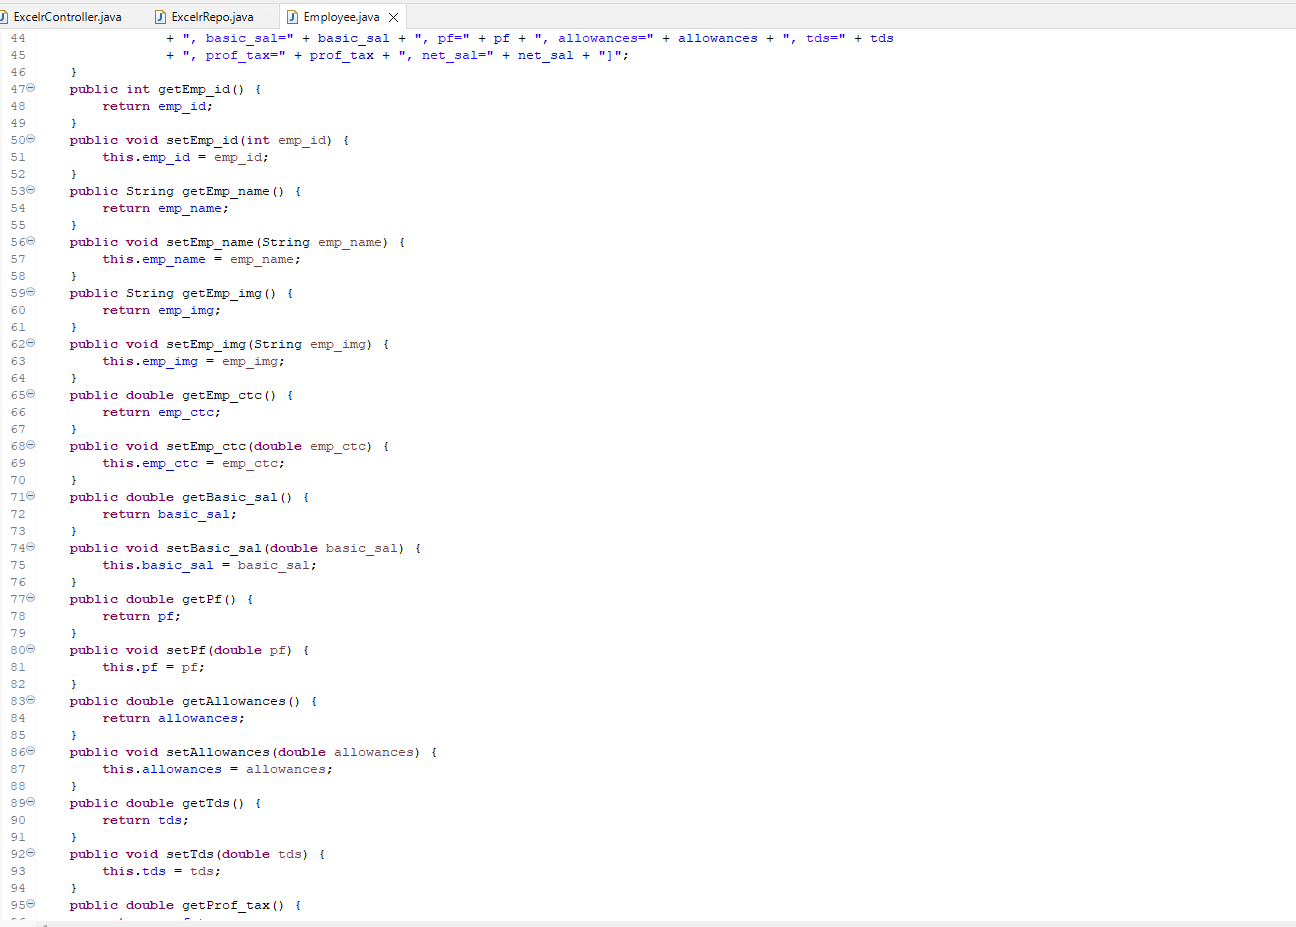 ExcelrController.java
ExcelrRepo.java
Employee.java
44 + ", basic_sal=" + basic_sal + ", pf=" + pf + ", allowances=" + allowances + ", tds=" + tds
45 + ", prof_tax=" + prof_tax + ", net_sal=" + net_sal + "]";
46 }
47 public int getEmp_id() {
48 return emp_id;
49 }
50 public void setEmp_id(int emp_id) {
51 this.emp_id = emp_id;
52 }
53 public String getEmp_name() {
54 return emp_name;
55 }
56 public void setEmp_name(String emp_name) {
57 this.emp_name = emp_name;
58 }
59 public String getEmp_img() {
60 return emp_img;
61 }
62 public void setEmp_img(String emp_img) {
63 this.emp_img = emp_img;
64 }
65 public double getEmp_ctc() {
66 return emp_ctc;
67 }
68 public void setEmp_ctc(double emp_ctc) {
69 this.emp_ctc = emp_ctc;
70 }
71 public double getBasic_sal() {
72 return basic_sal;
73 }
74 public void setBasic_sal(double basic_sal) {
75 this.basic_sal = basic_sal;
76 }
77 public double getPf() {
78 return pf;
79 }
80 public void setPf(double pf) {
81 this.pf = pf;
82 }
83 public double getAllowances() {
84 return allowances;
85 }
86 public void setAllowances(double allowances) {
87 this.allowances = allowances;
88 }
89 public double getTds() {
90 return tds;
91 }
92 public void setTds(double tds) {
93 this.tds = tds;
94 }
95 public double getProf_tax() {